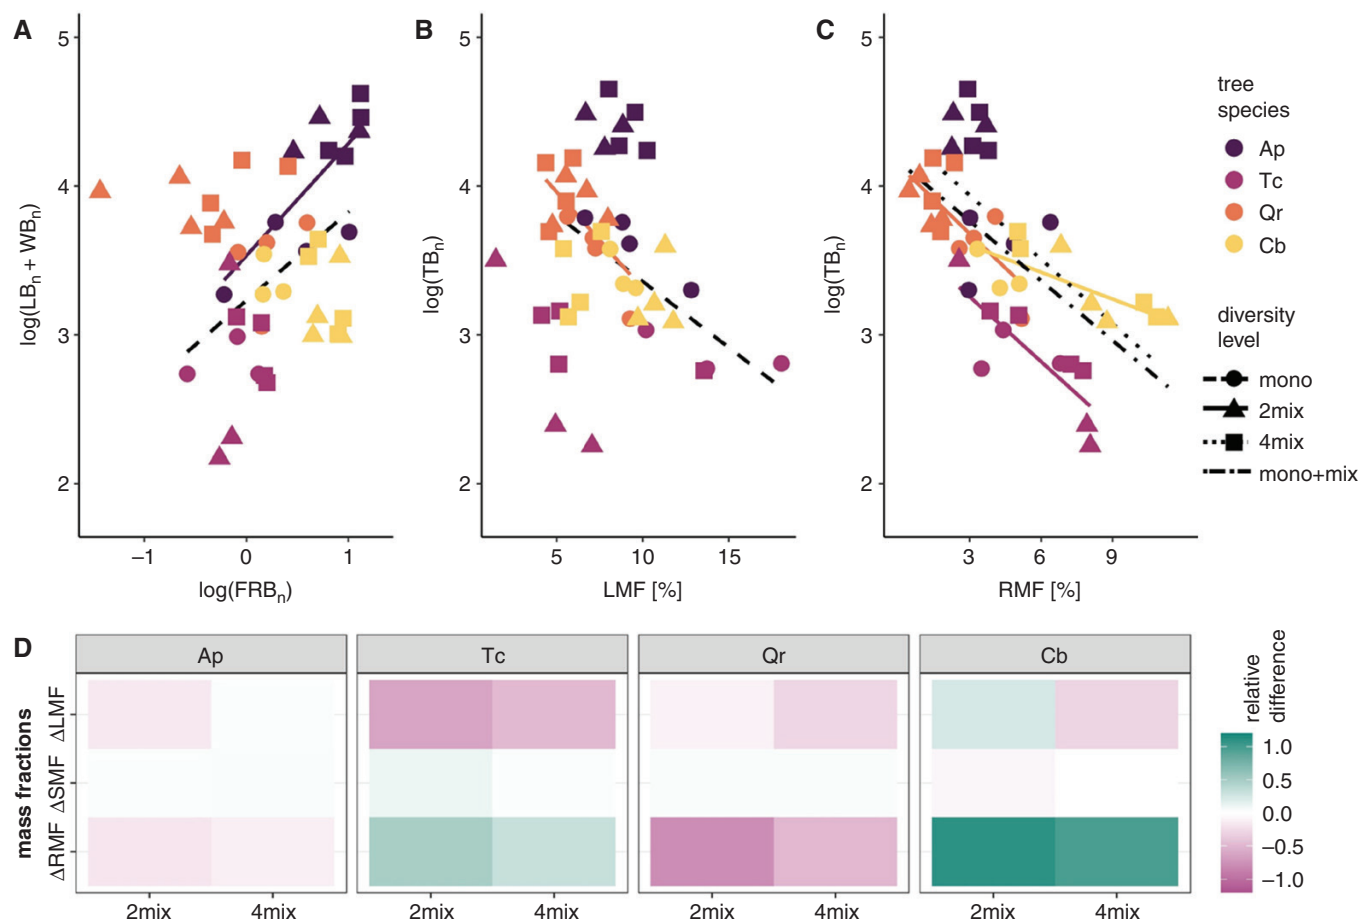 A
5
4
3
2
log(LBn + WBn)
–1
0
1
log(FRBn)
B
5
4
3
2
log(TBn)
5
10
15
LMF [%]
C
5
4
3
2
log(TBn)
3
6
9
RMF [%]
tree
species
Ap
Tc
Qr
Cb
diversity
level
mono
2mix
4mix
mono+mix
D
Ap
Tc
Qr
Cb
mass fractions
ΔLMF
ΔSMF
ΔRMF
2mix
4mix
2mix
4mix
2mix
4mix
2mix
4mix
relative
difference
1.0
0.5
0.0
–0.5
–1.0